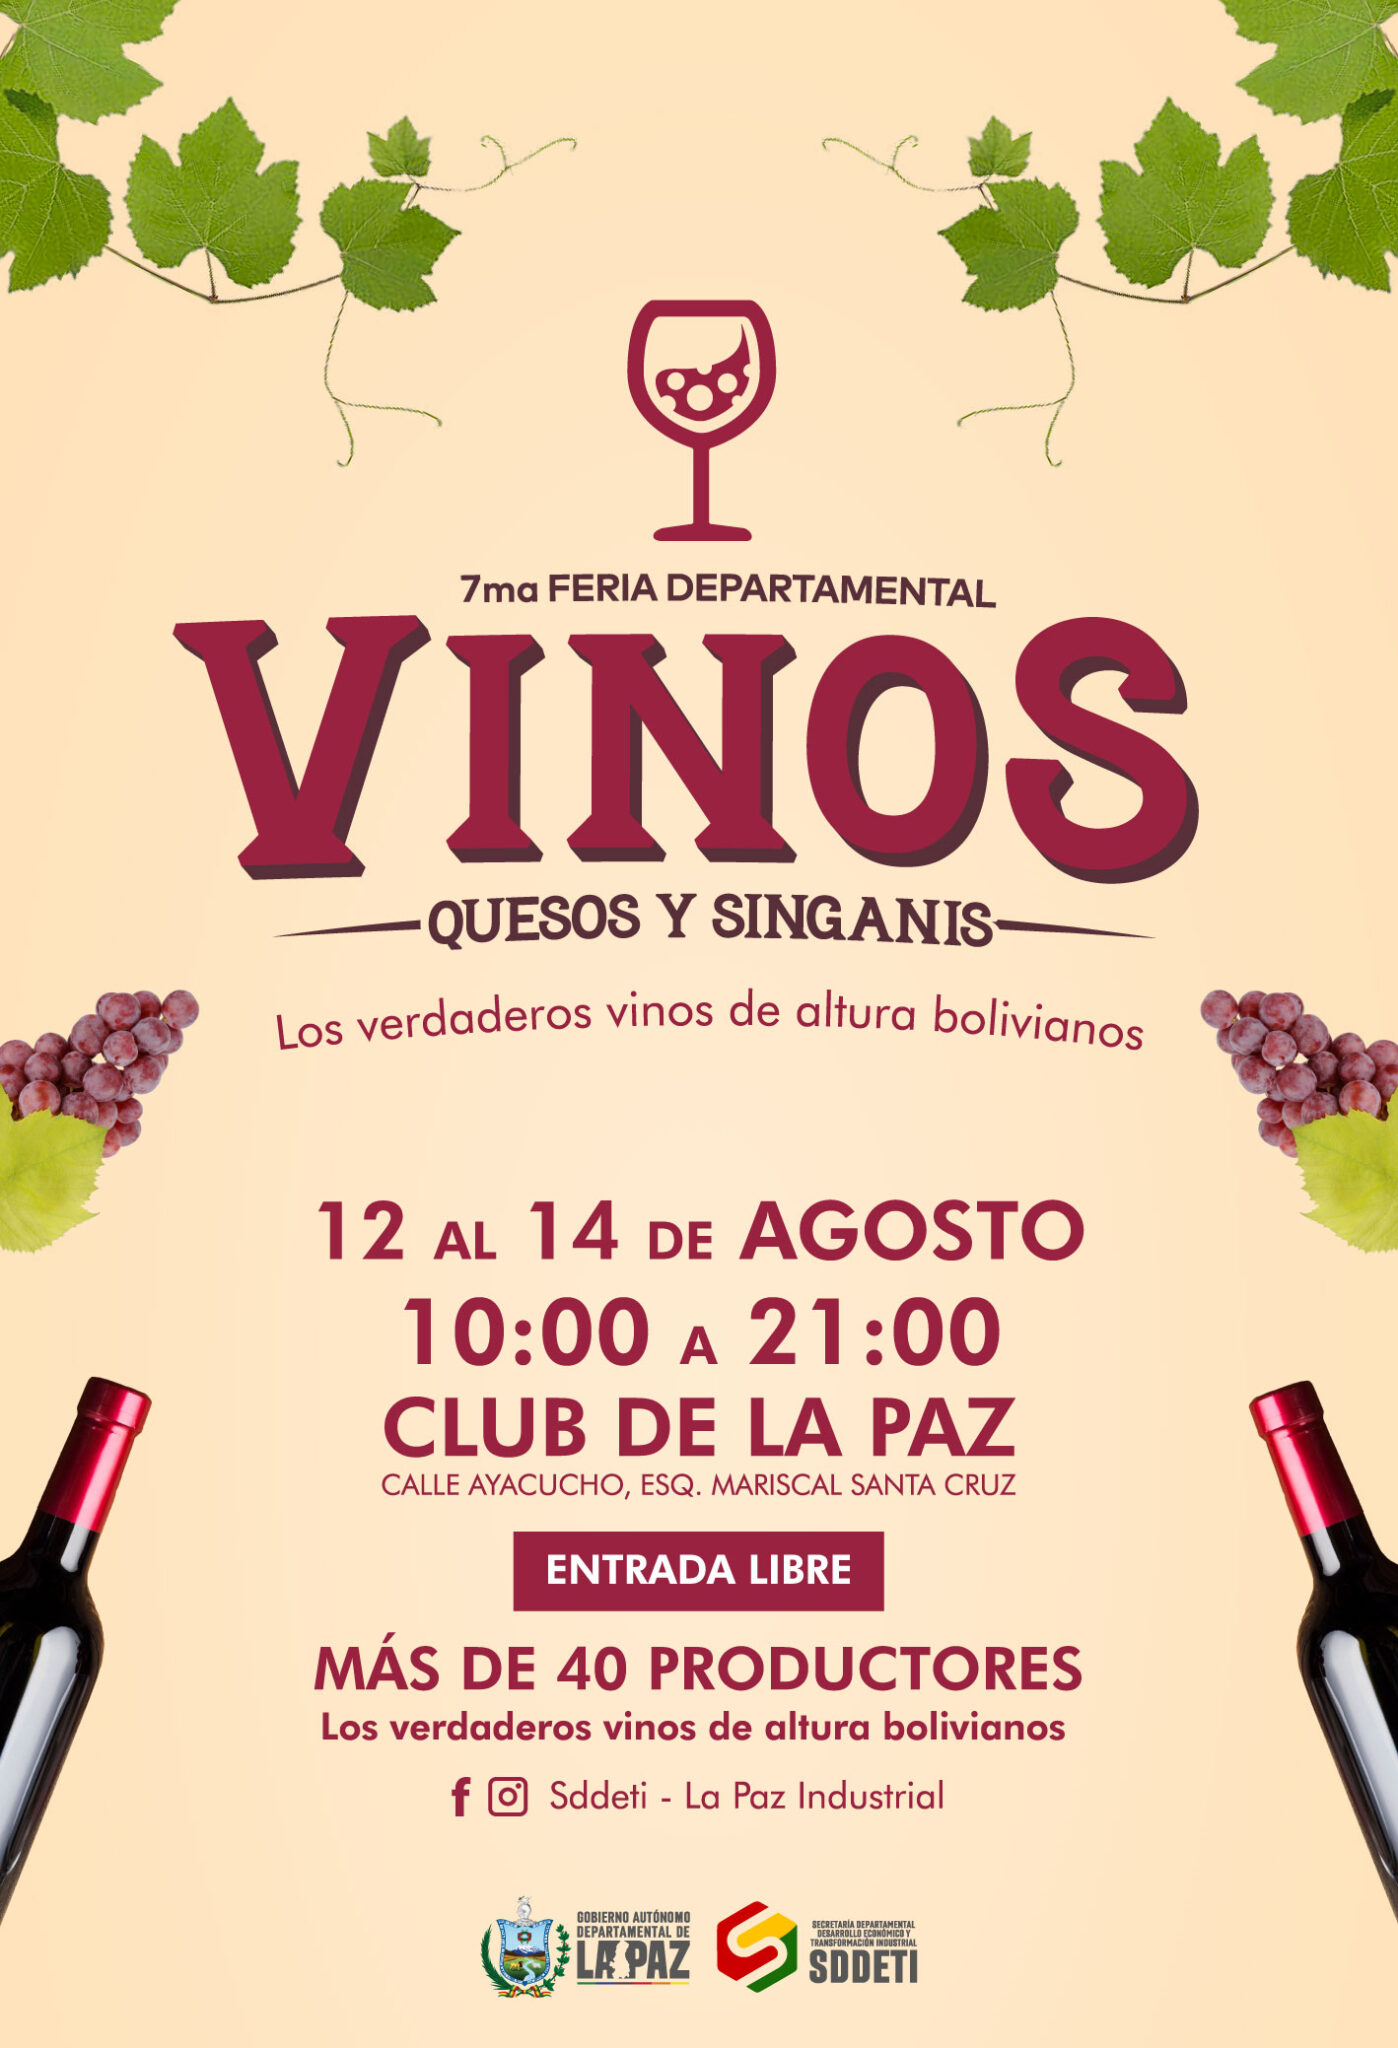 7ma FERIA DEPARTAMENTAL
VINOS
QUESOS Y SINGANIS
Los verdaderos vinos de altura bolivianos
12 AL 14 DE AGOSTO
10:00 A 21:00
CLUB DE LA PAZ
CALLE AYACUCHO, ESQ. MARISCAL SANTA CRUZ
ENTRADA LIBRE
MÁS DE 40 PRODUCTORES
Los verdaderos vinos de altura bolivianos
f Sddeti - La Paz Industrial
GOBIERNO AUTÓNOMO
DEPARTAMENTAL DE
LA PAZ
SECRETARÍA DEPARTAMENTAL
DESARROLLO ECONÓMICO Y
TRANSFORMACIÓN INDUSTRIAL
SDDETI